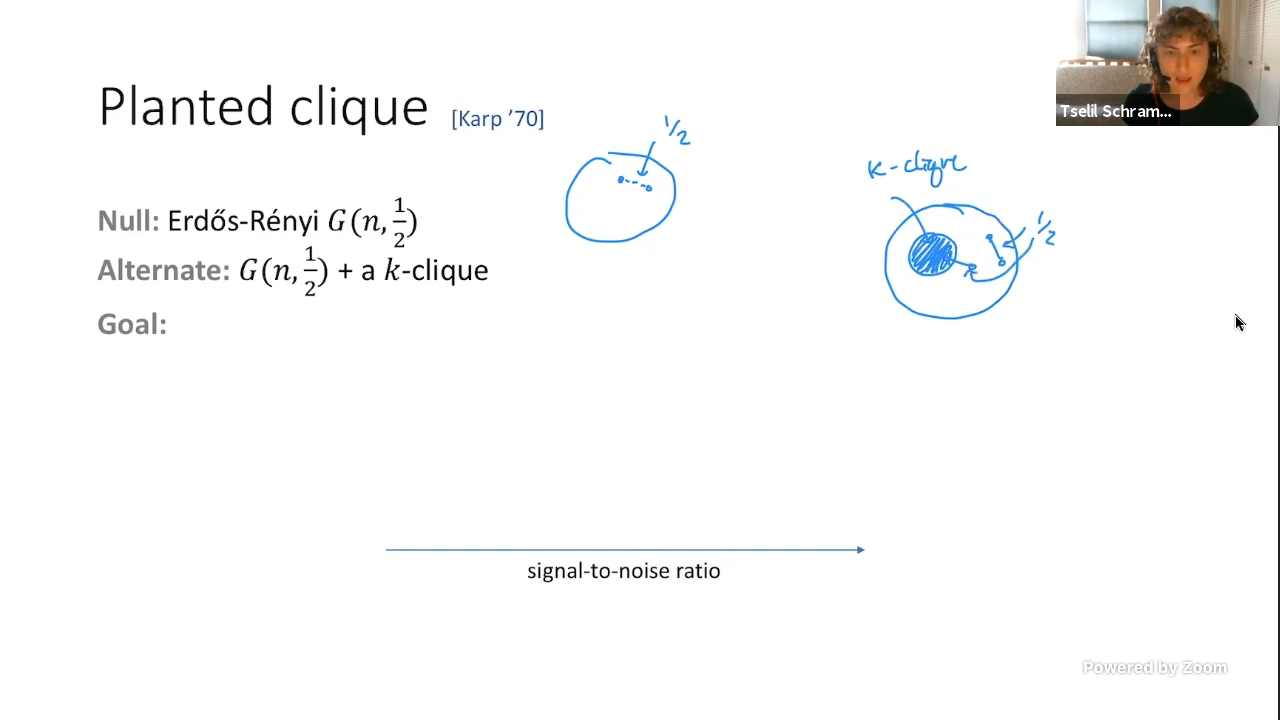 Planted clique [Karp '70]
1/2
k-clique
1/2
Null: Erdős-Rényi G(n, 1/2)
Alternate: G(n, 1/2) + a k-clique
Goal:
signal-to-noise ratio
Tselil Schram...
Powered by Zoom